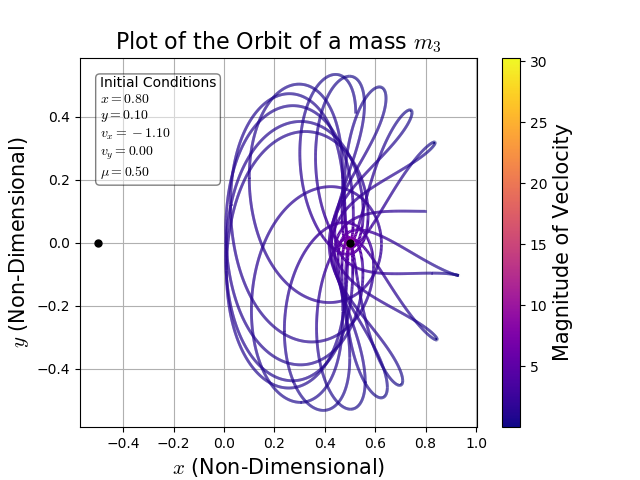 Plot of the Orbit of a mass m₃
Initial Conditions
x = 0.80
y = 0.10
vₓ = −1.10
v_y = 0.00
μ = 0.50
y (Non-Dimensional)
0.4
0.2
0.0
−0.2
−0.4
−0.4 −0.2 0.0 0.2 0.4 0.6 0.8 1.0
x (Non-Dimensional)
30
25
20
15
10
5
Magnitude of Veclocity